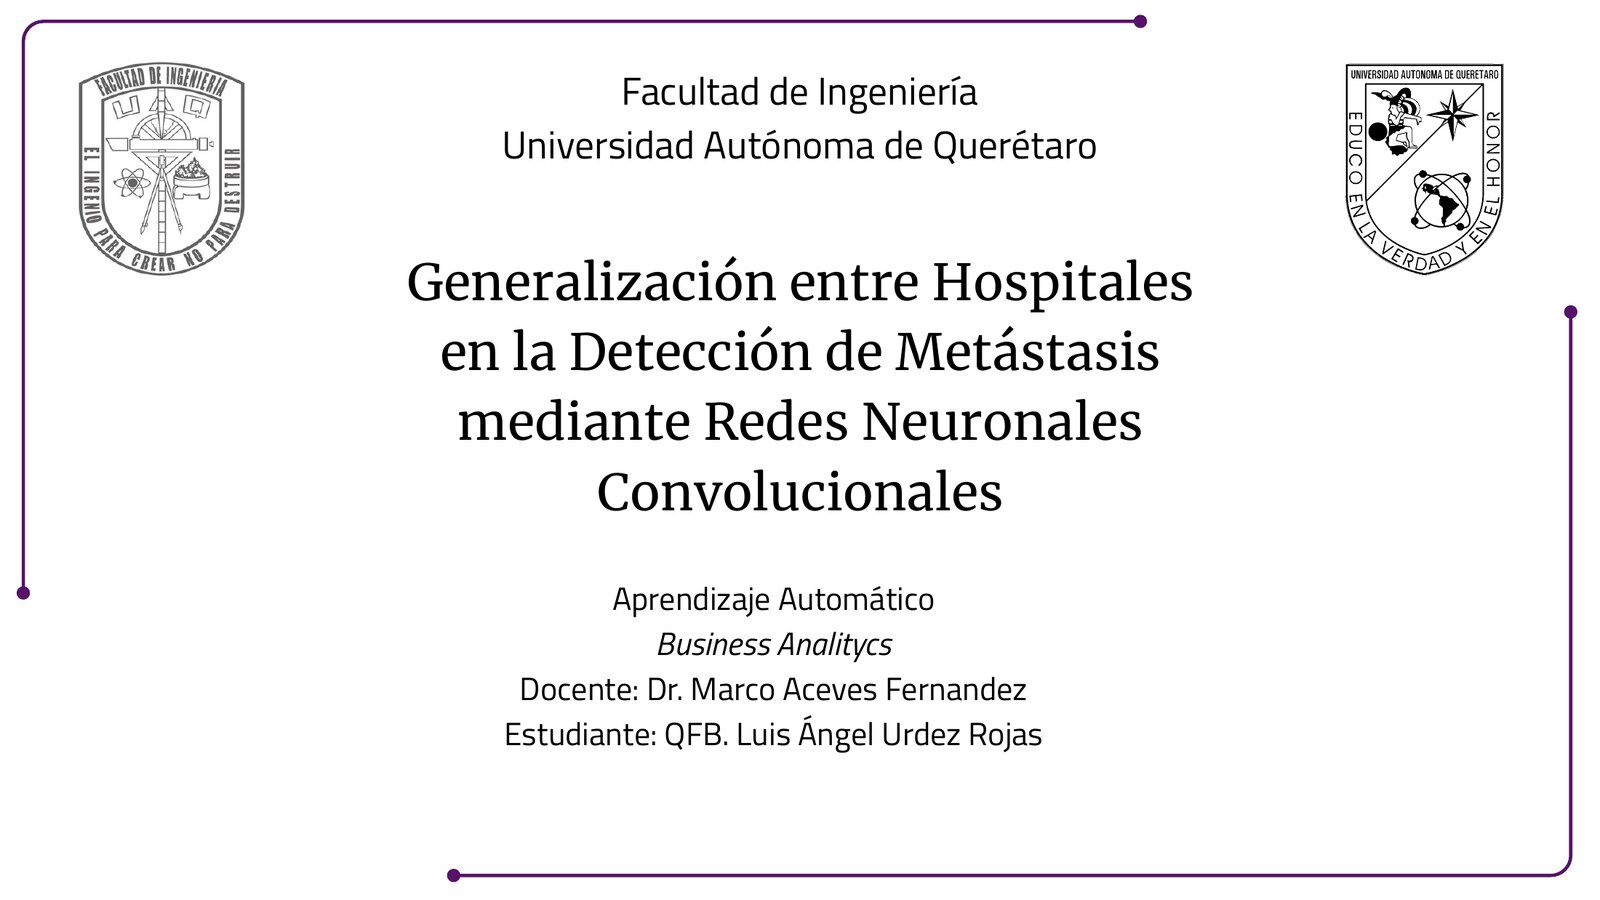 FACULTAD DE INGENIERÍA
EL INGENIO PARA CREAR NO PARA DESTRUIR
Facultad de Ingeniería
Universidad Autónoma de Querétaro
UNIVERSIDAD AUTONOMA DE QUERETARO
EDUCO EN LA VERDAD Y EN EL HONOR
Generalización entre Hospitales
en la Detección de Metástasis
mediante Redes Neuronales
Convolucionales
Aprendizaje Automático
Business Analitycs
Docente: Dr. Marco Aceves Fernandez
Estudiante: QFB. Luis Ángel Urdez Rojas